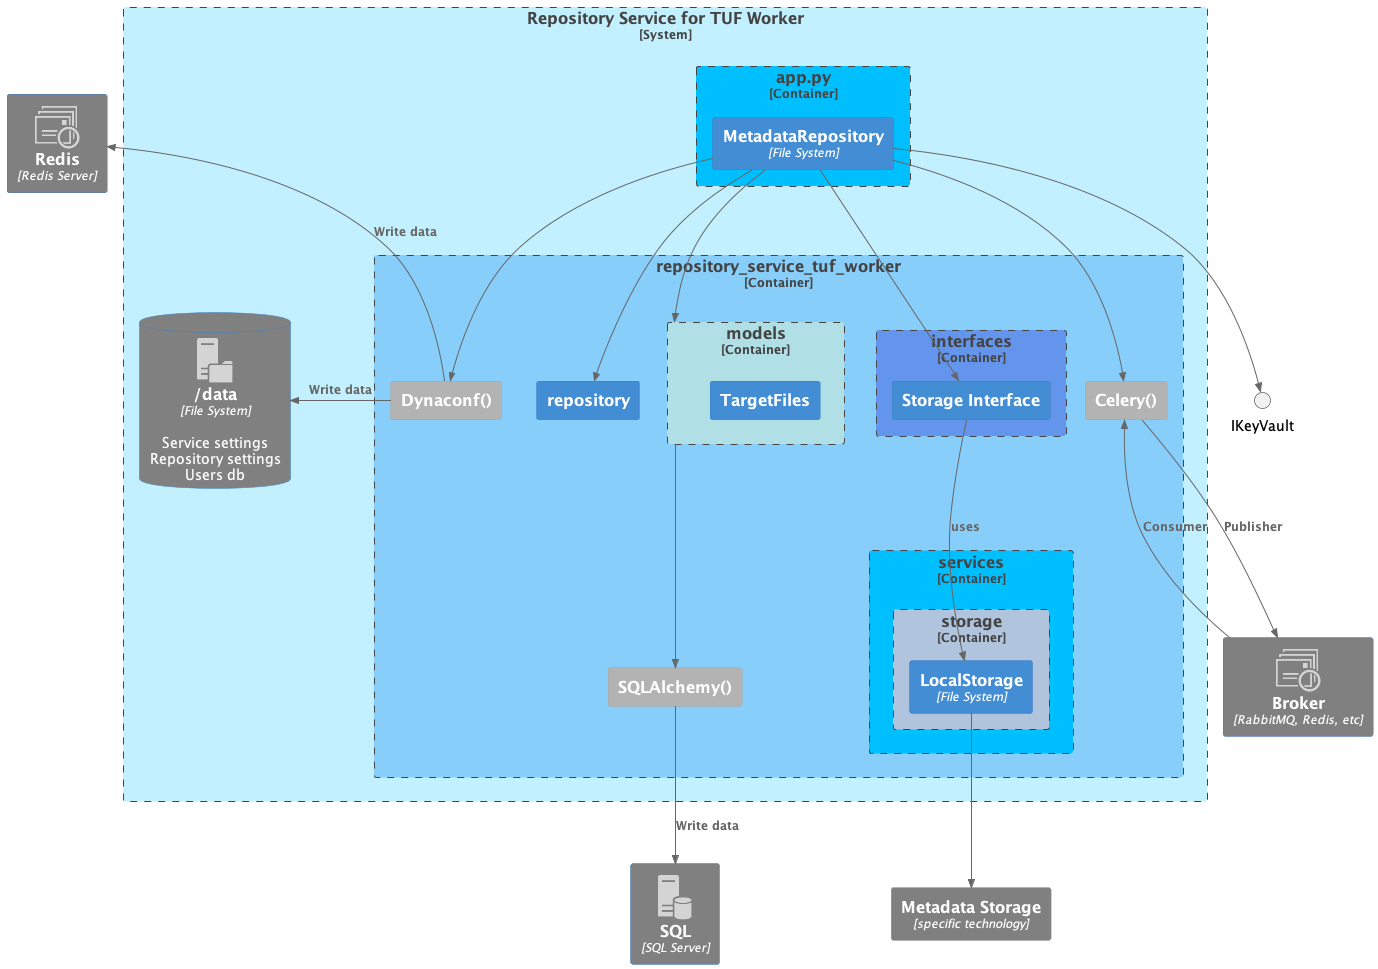 Repository Service for TUF Worker
[System]
app.py
[Container]
MetadataRepository
[File System]
Redis
[Redis Server]
Write data
repository_service_tuf_worker
[Container]
models
[Container]
interfaces
[Container]
/data
[File System]
Service settings
Repository settings
Users db
Write data
Dynaconf()
repository
TargetFiles
Storage Interface
Celery()
IKeyVault
uses
Consumer
Publisher
services
[Container]
storage
[Container]
LocalStorage
[File System]
SQLAlchemy()
Broker
[RabbitMQ, Redis, etc]
Write data
SQL
[SQL Server]
Metadata Storage
[specific technology]